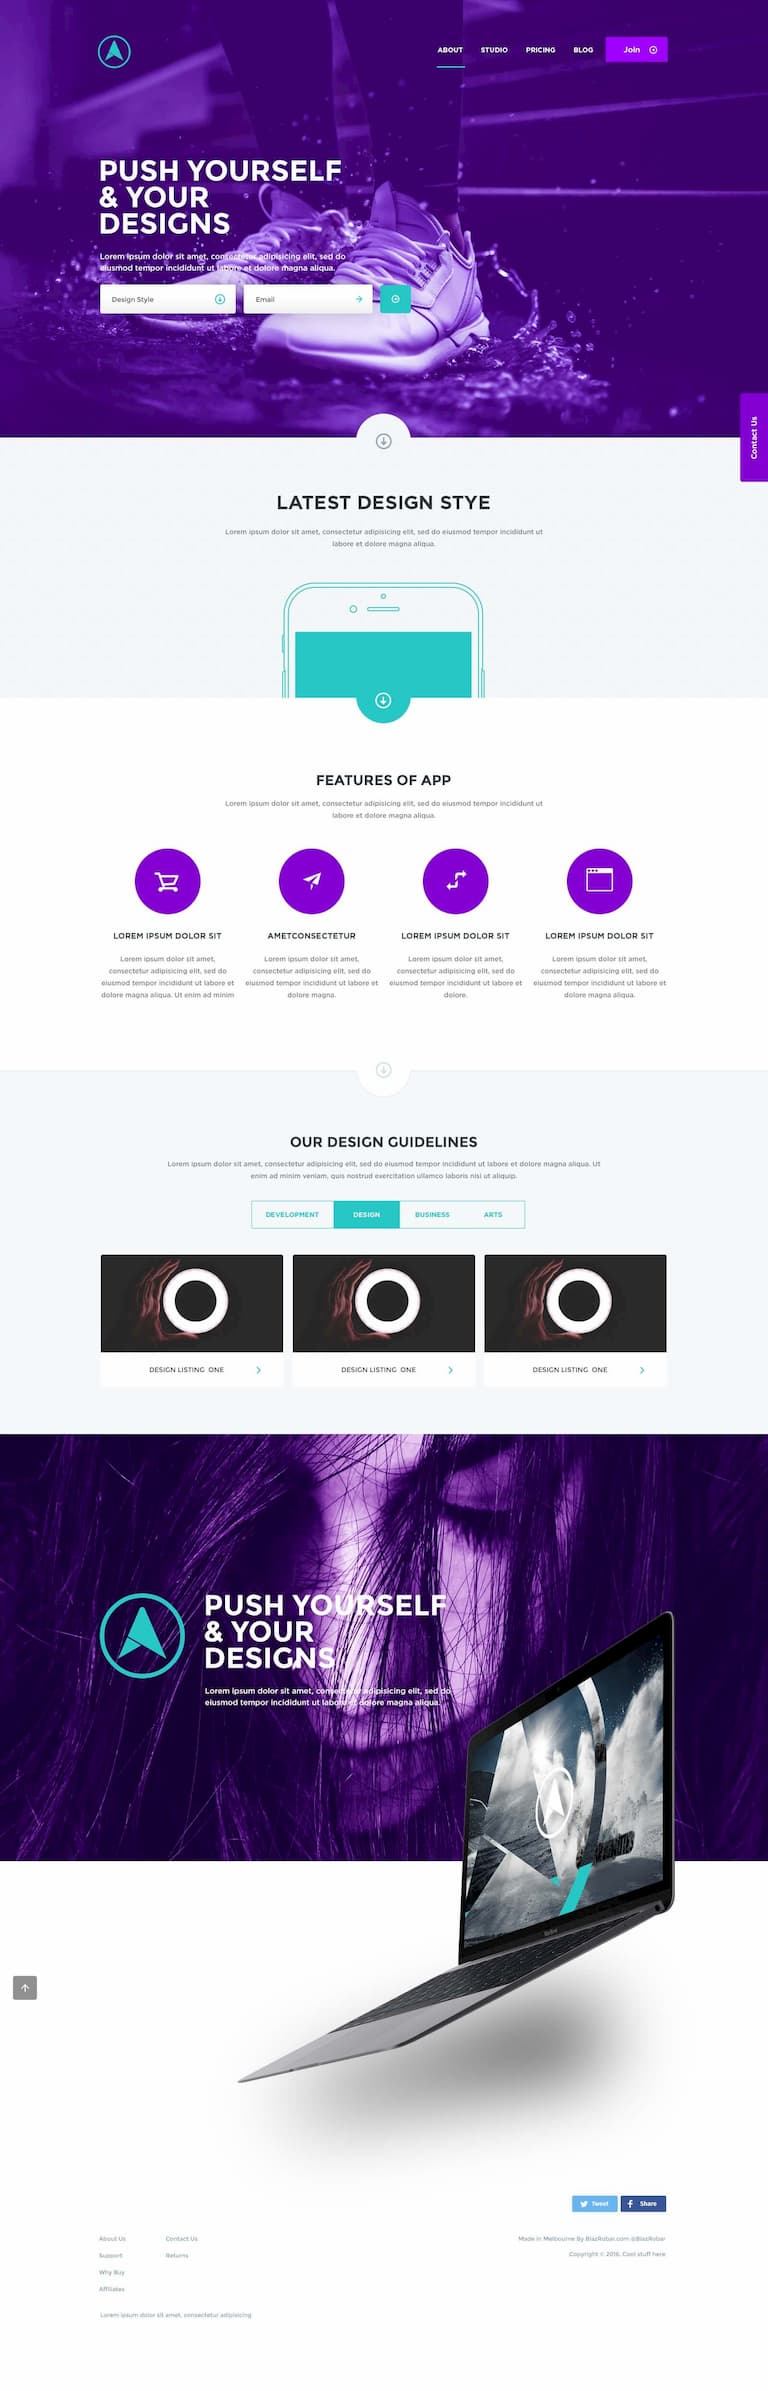 ABOUT
STUDIO
PRICING
BLOG
Join
PUSH YOURSELF
& YOUR
DESIGNS
Lorem ipsum dolor sit amet, consectetur adipisicing elit, sed do
eiusmod tempor incididunt ut labore et dolore magna aliqua.
Design Style
Email
Contact Us
LATEST DESIGN STYE
Lorem ipsum dolor sit amet, consectetur adipisicing elit, sed do eiusmod tempor incididunt ut
labore et dolore magna aliqua.
FEATURES OF APP
Lorem ipsum dolor sit amet, consectetur adipisicing elit, sed do eiusmod tempor incididunt ut
labore et dolore magna aliqua.
LOREM IPSUM DOLOR SIT
Lorem ipsum dolor sit amet,
consectetur adipisicing elit, sed do
eiusmod tempor incididunt ut labore et
dolore magna aliqua. Ut enim ad minim
AMETCONSECTETUR
Lorem ipsum dolor sit amet,
consectetur adipisicing elit, sed do
eiusmod tempor incididunt ut labore et
dolore magna.
LOREM IPSUM DOLOR SIT
Lorem ipsum dolor sit amet,
consectetur adipisicing elit, sed do
eiusmod tempor incididunt ut labore et
dolore.
LOREM IPSUM DOLOR SIT
Lorem ipsum dolor sit amet,
consectetur adipisicing elit, sed do
eiusmod tempor incididunt ut labore et
dolore magna aliqua.
OUR DESIGN GUIDELINES
Lorem ipsum dolor sit amet, consectetur adipisicing elit, sed do eiusmod tempor incididunt ut labore et dolore magna aliqua. Ut
enim ad minim veniam, quis nostrud exercitation ullamco laboris nisi ut aliquip.
DEVELOPMENT
DESIGN
BUSINESS
ARTS
DESIGN LISTING ONE
DESIGN LISTING ONE
DESIGN LISTING ONE
PUSH YOURSELF
& YOUR
DESIGNS
Lorem ipsum dolor sit amet, consectetur adipisicing elit, sed do
eiusmod tempor incididunt ut labore et dolore magna aliqua.
Tweet
Share
About Us
Support
Why Buy
Affiliates
Contact Us
Returns
Made in Melbourne By BlazRobar.com @BlazRobar
Copyright © 2016. Cool stuff here
Lorem ipsum dolor sit amet, consectetur adipisicing